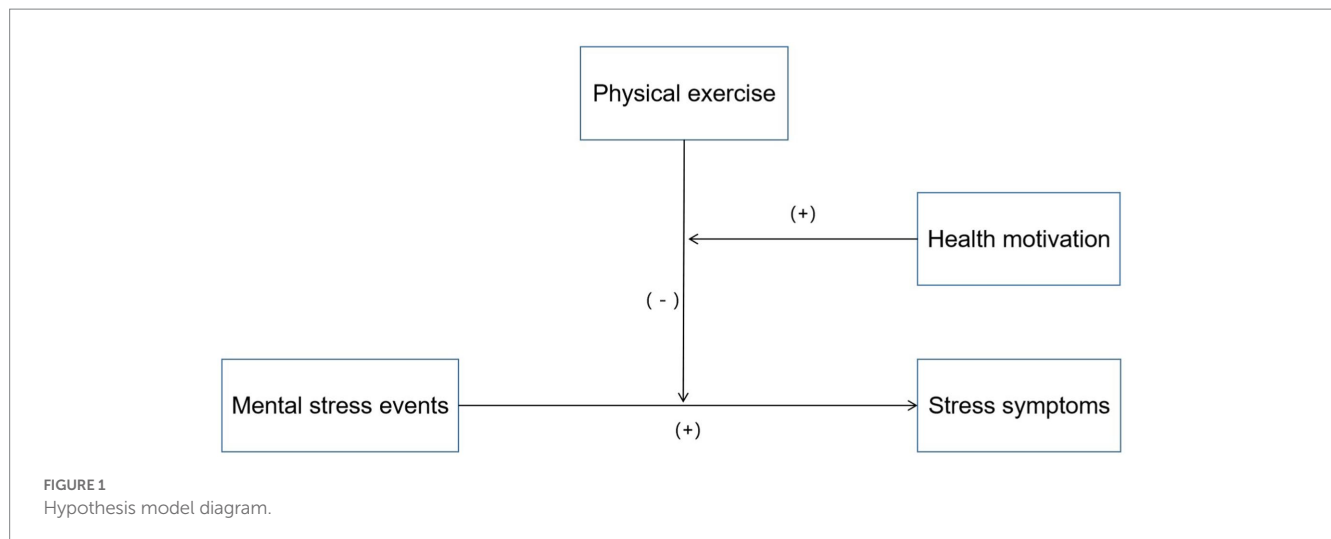 Physical exercise
(+)
Health motivation
( - )
Mental stress events
(+)
Stress symptoms
FIGURE 1
Hypothesis model diagram.